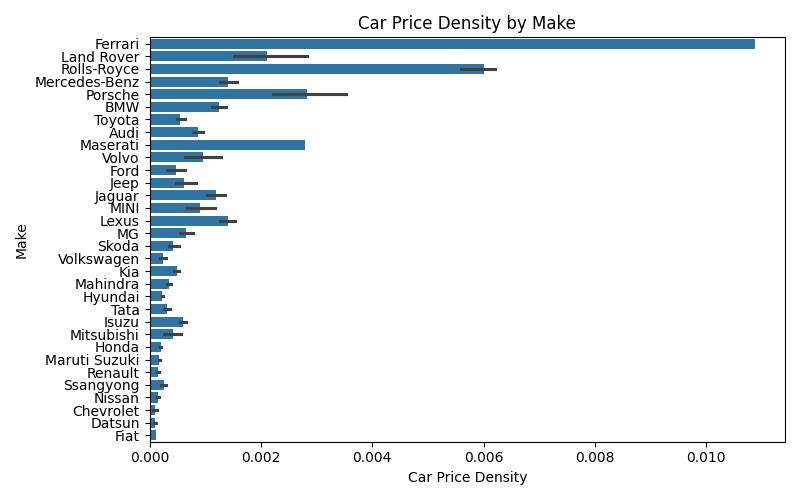 Car Price Density by Make
Ferrari
Land Rover
Rolls-Royce
Mercedes-Benz
Porsche
BMW
Toyota
Audi
Maserati
Volvo
Ford
Jeep
Jaguar
MINI
Lexus
MG
Skoda
Volkswagen
Kia
Mahindra
Hyundai
Tata
Isuzu
Mitsubishi
Honda
Maruti Suzuki
Renault
Ssangyong
Nissan
Chevrolet
Datsun
Fiat
Make
0.000 0.002 0.004 0.006 0.008 0.010
Car Price Density